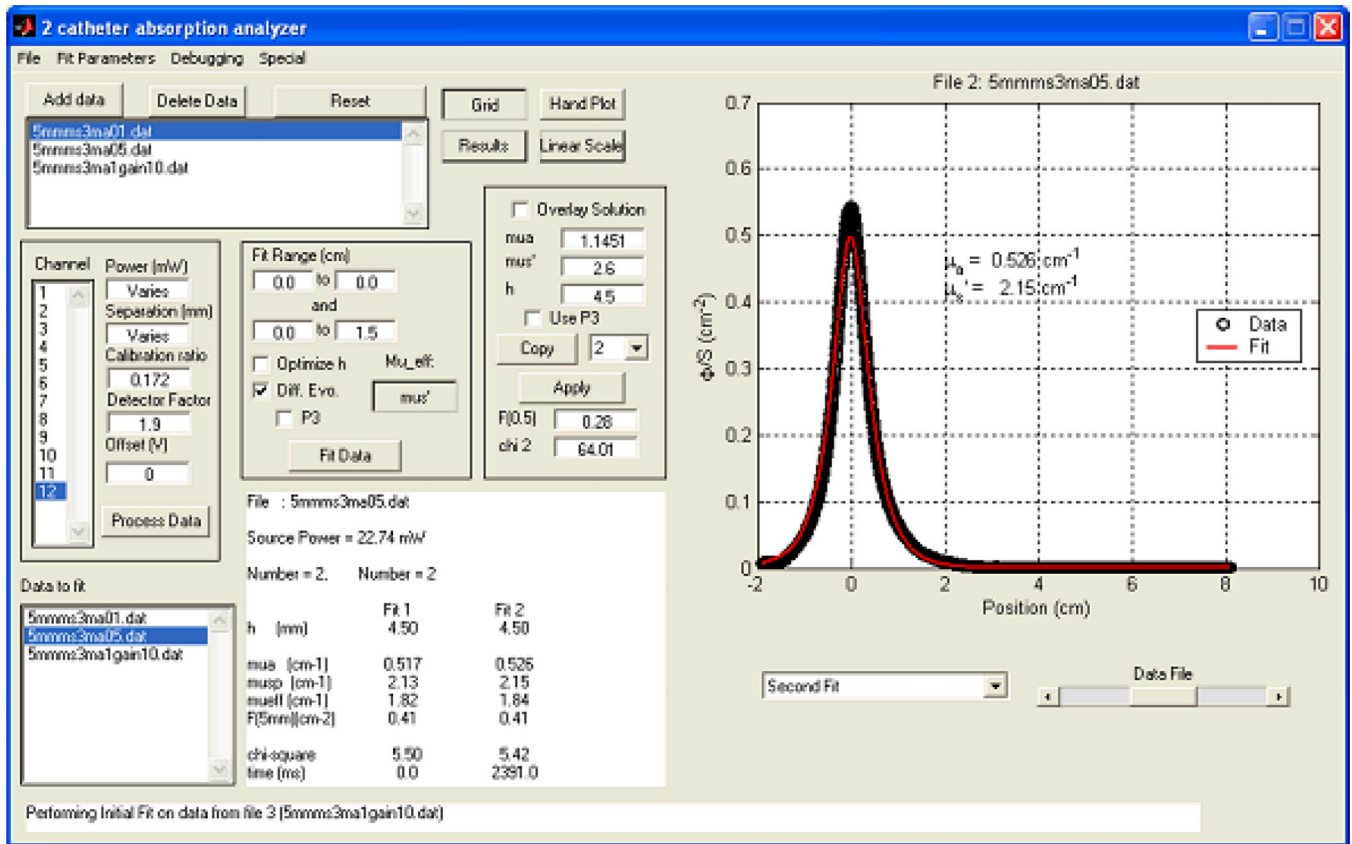 2 catheter absorption analyzer
File Fit Parameters Debugging Special
Add data Delete Data Reset Grid Hand Plot
Results Linear Scale
5mmms3ma01.dat
5mmms3ma05.dat
5mmms3ma1gain10.dat
Channel
1
2
3
4
5
6
7
8
9
10
11
12
Power (mW)
Varies
Separation (mm)
Varies
Calibration ratio
0.172
Detector Factor
1.9
Offset (V)
0
Process Data
Fit Range (cm)
0.0 to 0.0
and
0.0 to 1.5
Optimize h Mu_eff:
Diff. Evo. mus'
P3
Fit Data
Overlay Solution
mua 1.1451
mus' 2.6
h 4.5
Use P3
Copy 2
Apply
F(0.5) 0.28
chi 2 64.01
Data to fit
5mmms3ma01.dat
5mmms3ma05.dat
5mmms3ma1gain10.dat
File : 5mmms3ma05.dat
Source Power = 22.74 mW
Number = 2, Number = 2
Fit 1 Fit 2
h (mm) 4.50 4.50
mua (cm-1) 0.517 0.526
musp (cm-1) 2.13 2.15
mueff (cm-1) 1.82 1.84
F(5mm)(cm-2) 0.41 0.41
chi-square 5.50 5.42
time (ms) 0.0 2391.0
File 2: 5mmms3ma05.dat
0.7
0.6
0.5
0.4
0.3
0.2
0.1
0
Φ/S (cm⁻²)
μₐ = 0.526 cm⁻¹
μₛ' = 2.15 cm⁻¹
Data
Fit
-2 0 2 4 6 8 10
Position (cm)
Second Fit
Data File
Performing Initial Fit on data from file 3 (5mmms3ma1gain10.dat)